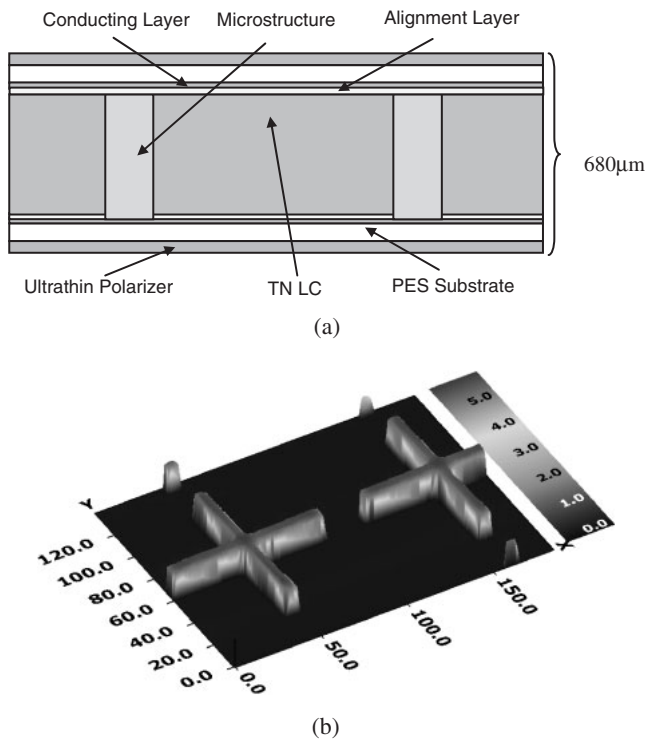 Conducting Layer
Microstructure
Alignment Layer
680μm
Ultrathin Polarizer
TN LC
PES Substrate
(a)
5.0
4.0
3.0
2.0
1.0
0.0
Y
120.0
100.0
80.0
60.0
40.0
20.0
0.0
X
150.0
100.0
50.0
0.0
(b)